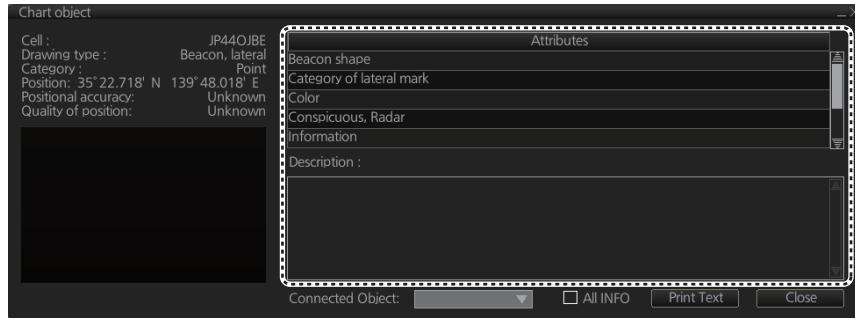 Chart object
Cell : JP44OJBE
Drawing type : Beacon, lateral
Category : Point
Position: 35°22.718' N 139°48.018' E
Positional accuracy: Unknown
Quality of position: Unknown
Attributes
Beacon shape
Category of lateral mark
Color
Conspicuous, Radar
Information
Description :
Connected Object: All INFO Print Text Close